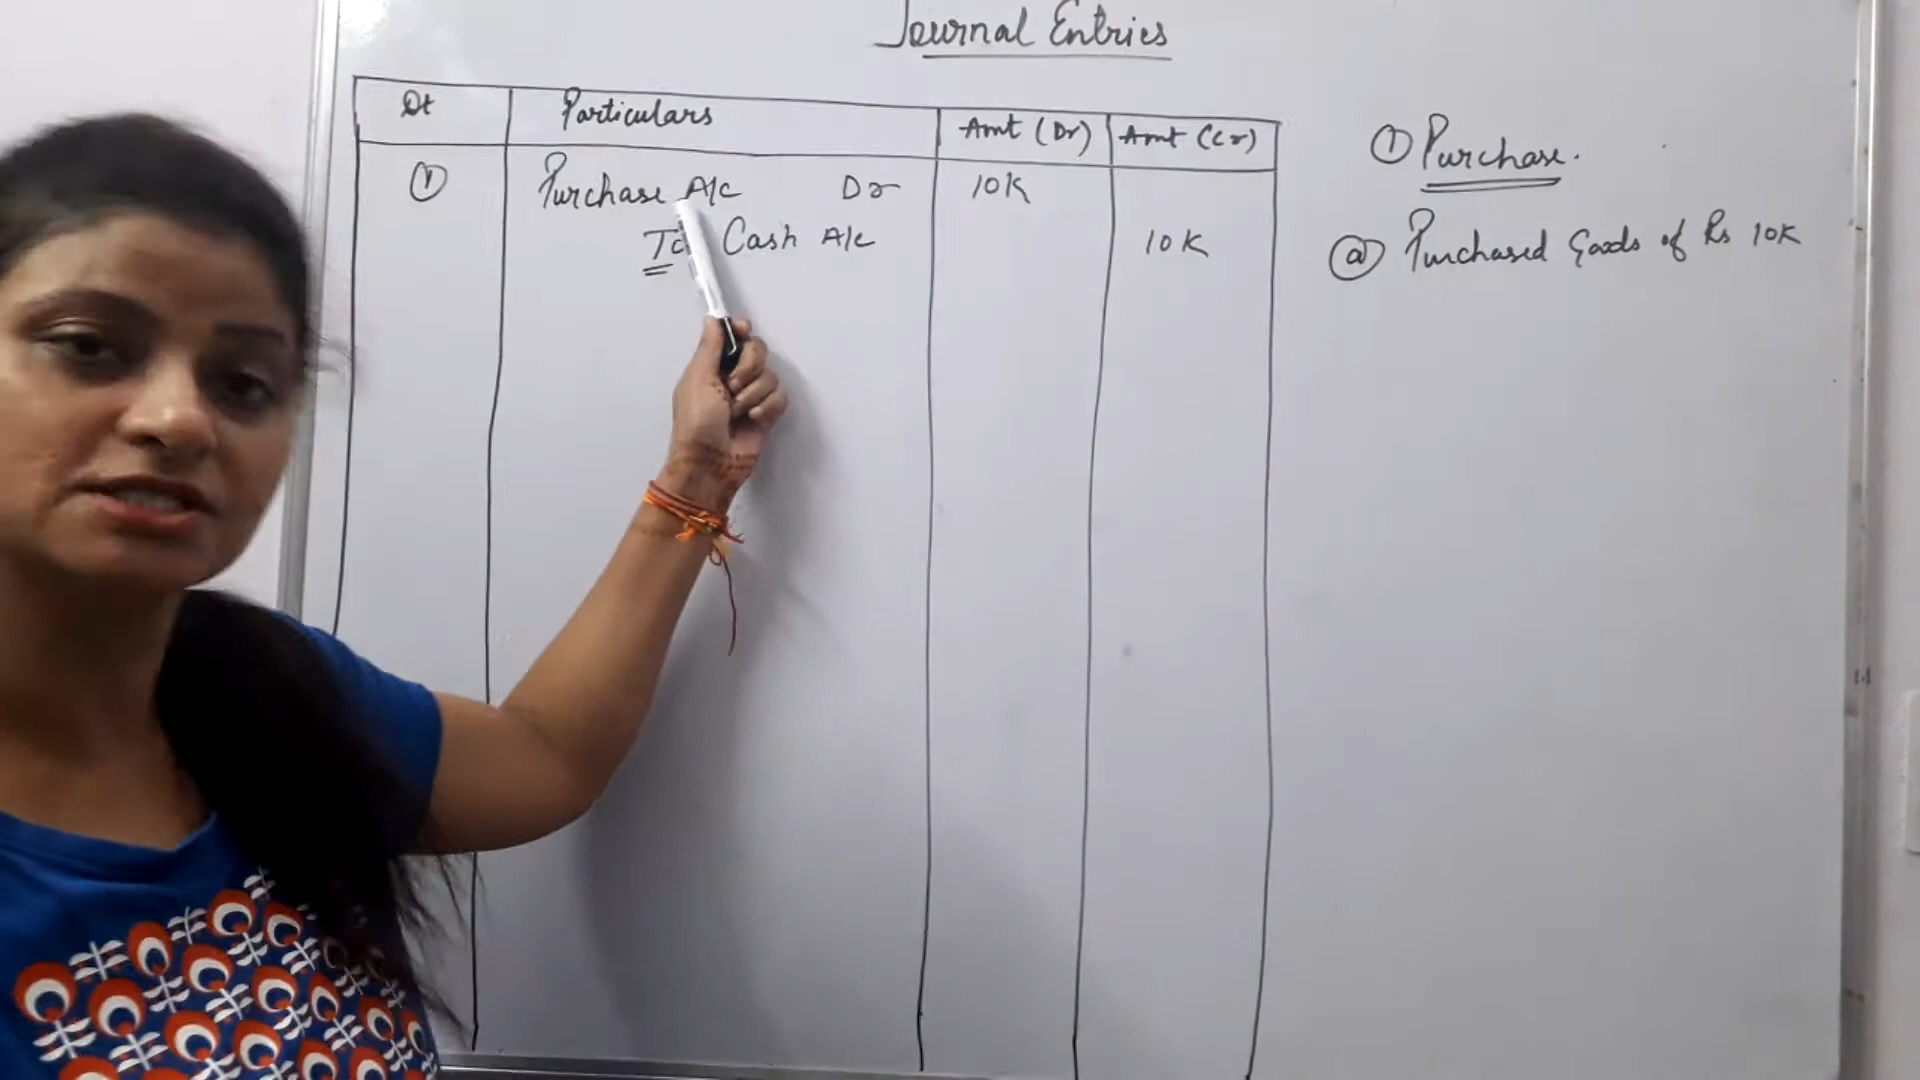 Journal Entries
Dt Particulars Amt (Dr) Amt (Cr)
① Purchase A/c Dr 10K
To Cash A/c 10K
① Purchase.
ⓐ Purchased Goods of Rs 10K